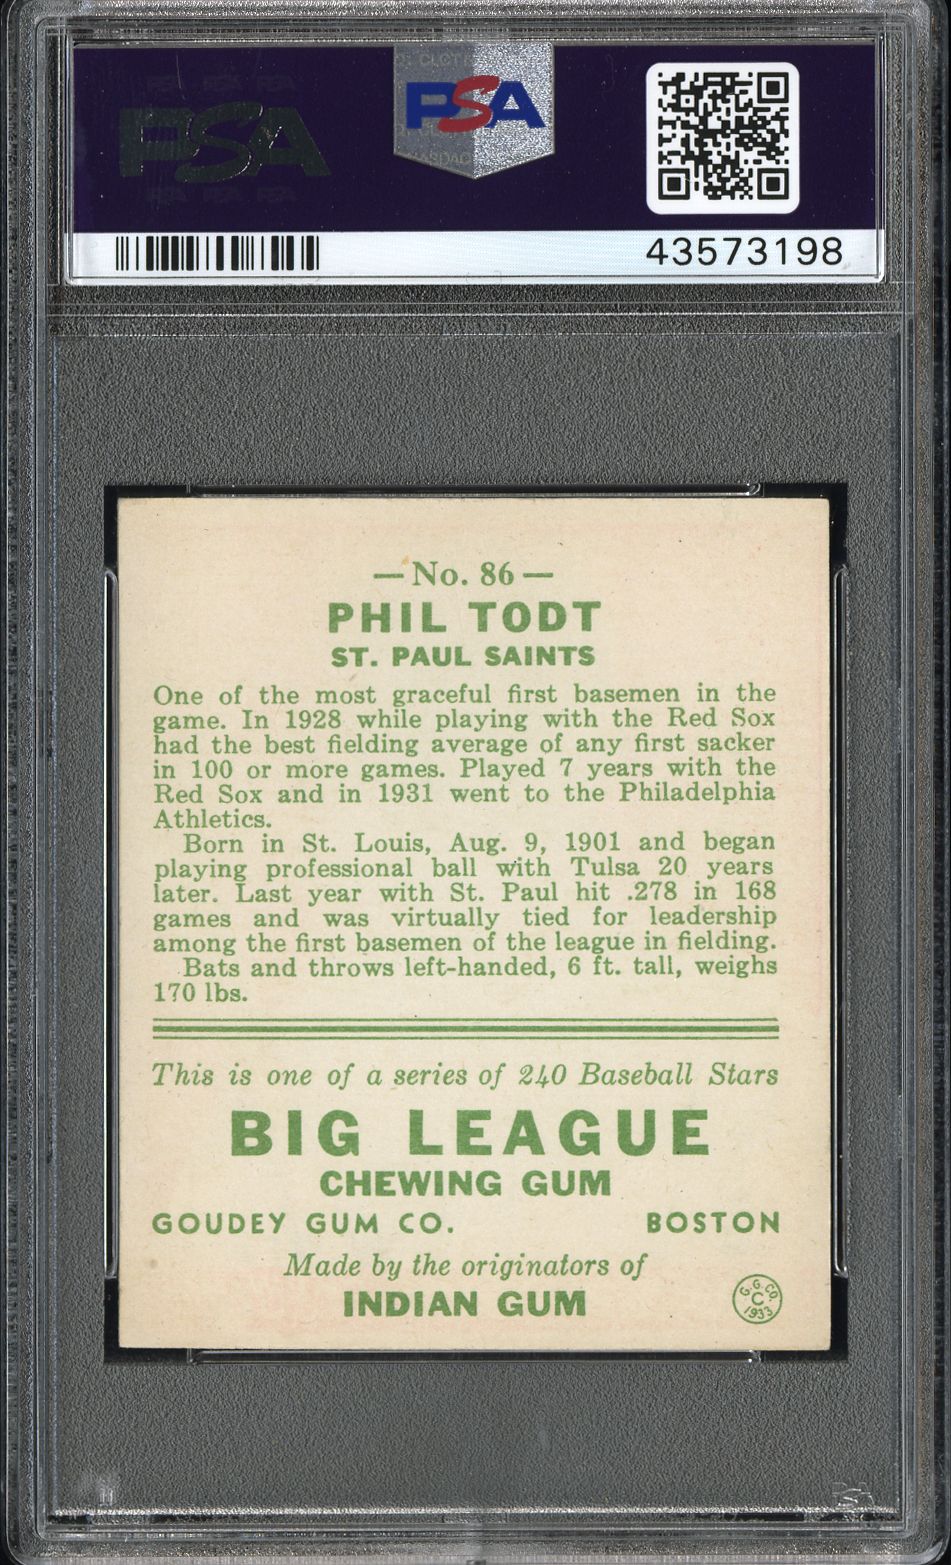 PSA
PSA
43573198
— No. 86 —
PHIL TODT
ST. PAUL SAINTS
One of the most graceful first basemen in the
game. In 1928 while playing with the Red Sox
had the best fielding average of any first sacker
in 100 or more games. Played 7 years with the
Red Sox and in 1931 went to the Philadelphia
Athletics.
Born in St. Louis, Aug. 9, 1901 and began
playing professional ball with Tulsa 20 years
later. Last year with St. Paul hit .278 in 168
games and was virtually tied for leadership
among the first basemen of the league in fielding.
Bats and throws left-handed, 6 ft. tall, weighs
170 lbs.
This is one of a series of 240 Baseball Stars
BIG LEAGUE
CHEWING GUM
GOUDEY GUM CO. BOSTON
Made by the originators of
INDIAN GUM
G. G. CO.
C
1933